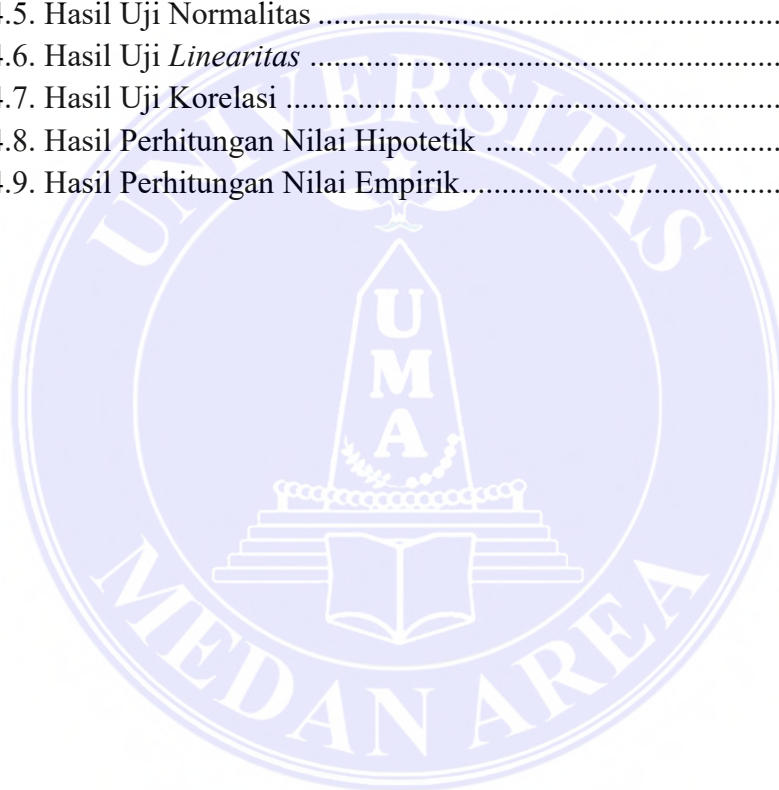 4.5. Hasil Uji Normalitas ........................................................
4.6. Hasil Uji Linearitas .........................................................
4.7. Hasil Uji Korelasi ............................................................
4.8. Hasil Perhitungan Nilai Hipotetik ....................................
4.9. Hasil Perhitungan Nilai Empirik.......................................
UNIVERSITAS
UMA
MEDAN AREA